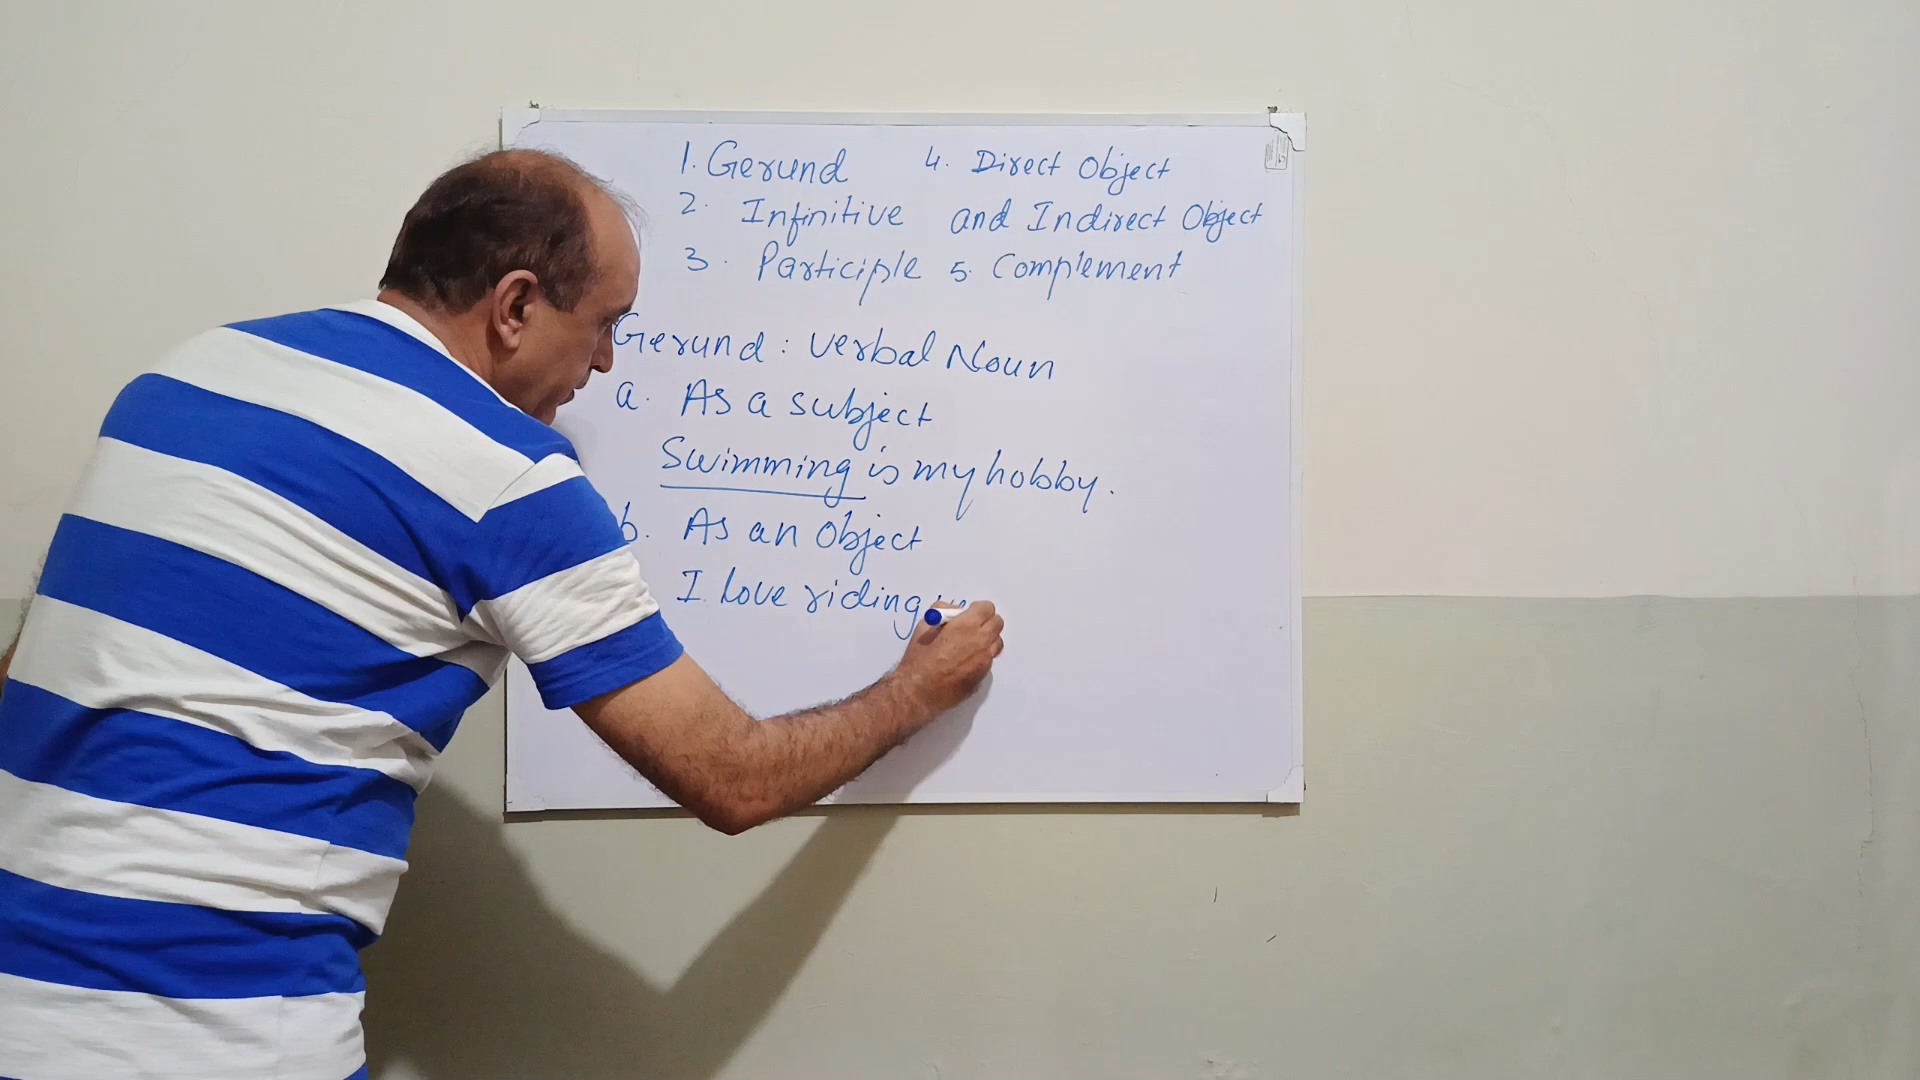 1. Gerund 4. Direct Object
2. Infinitive and Indirect Object
3. Participle 5. Complement
Gerund: Verbal Noun
a. As a subject
Swimming is my hobby.
b. As an object
I love riding